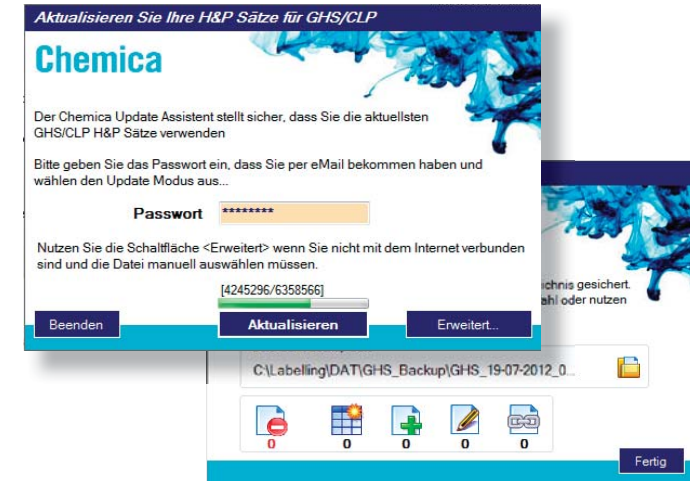 Aktualisieren Sie Ihre H&P Sätze für GHS/CLP
Chemica
Der Chemica Update Assistent stellt sicher, dass Sie die aktuellsten
GHS/CLP H&P Sätze verwenden
Bitte geben Sie das Passwort ein, dass Sie per eMail bekommen haben und
wählen den Update Modus aus...
Passwort ********
Nutzen Sie die Schaltfläche <Erweitert> wenn Sie nicht mit dem Internet verbunden
sind und die Datei manuell auswählen müssen.
[4245296/6358566]
Beenden Aktualisieren Erweitert...
ichnis gesichert.
ahl oder nutzen
C:\Labelling\DAT\GHS_Backup\GHS_19-07-2012_0...
0 0 0 0 0
Fertig